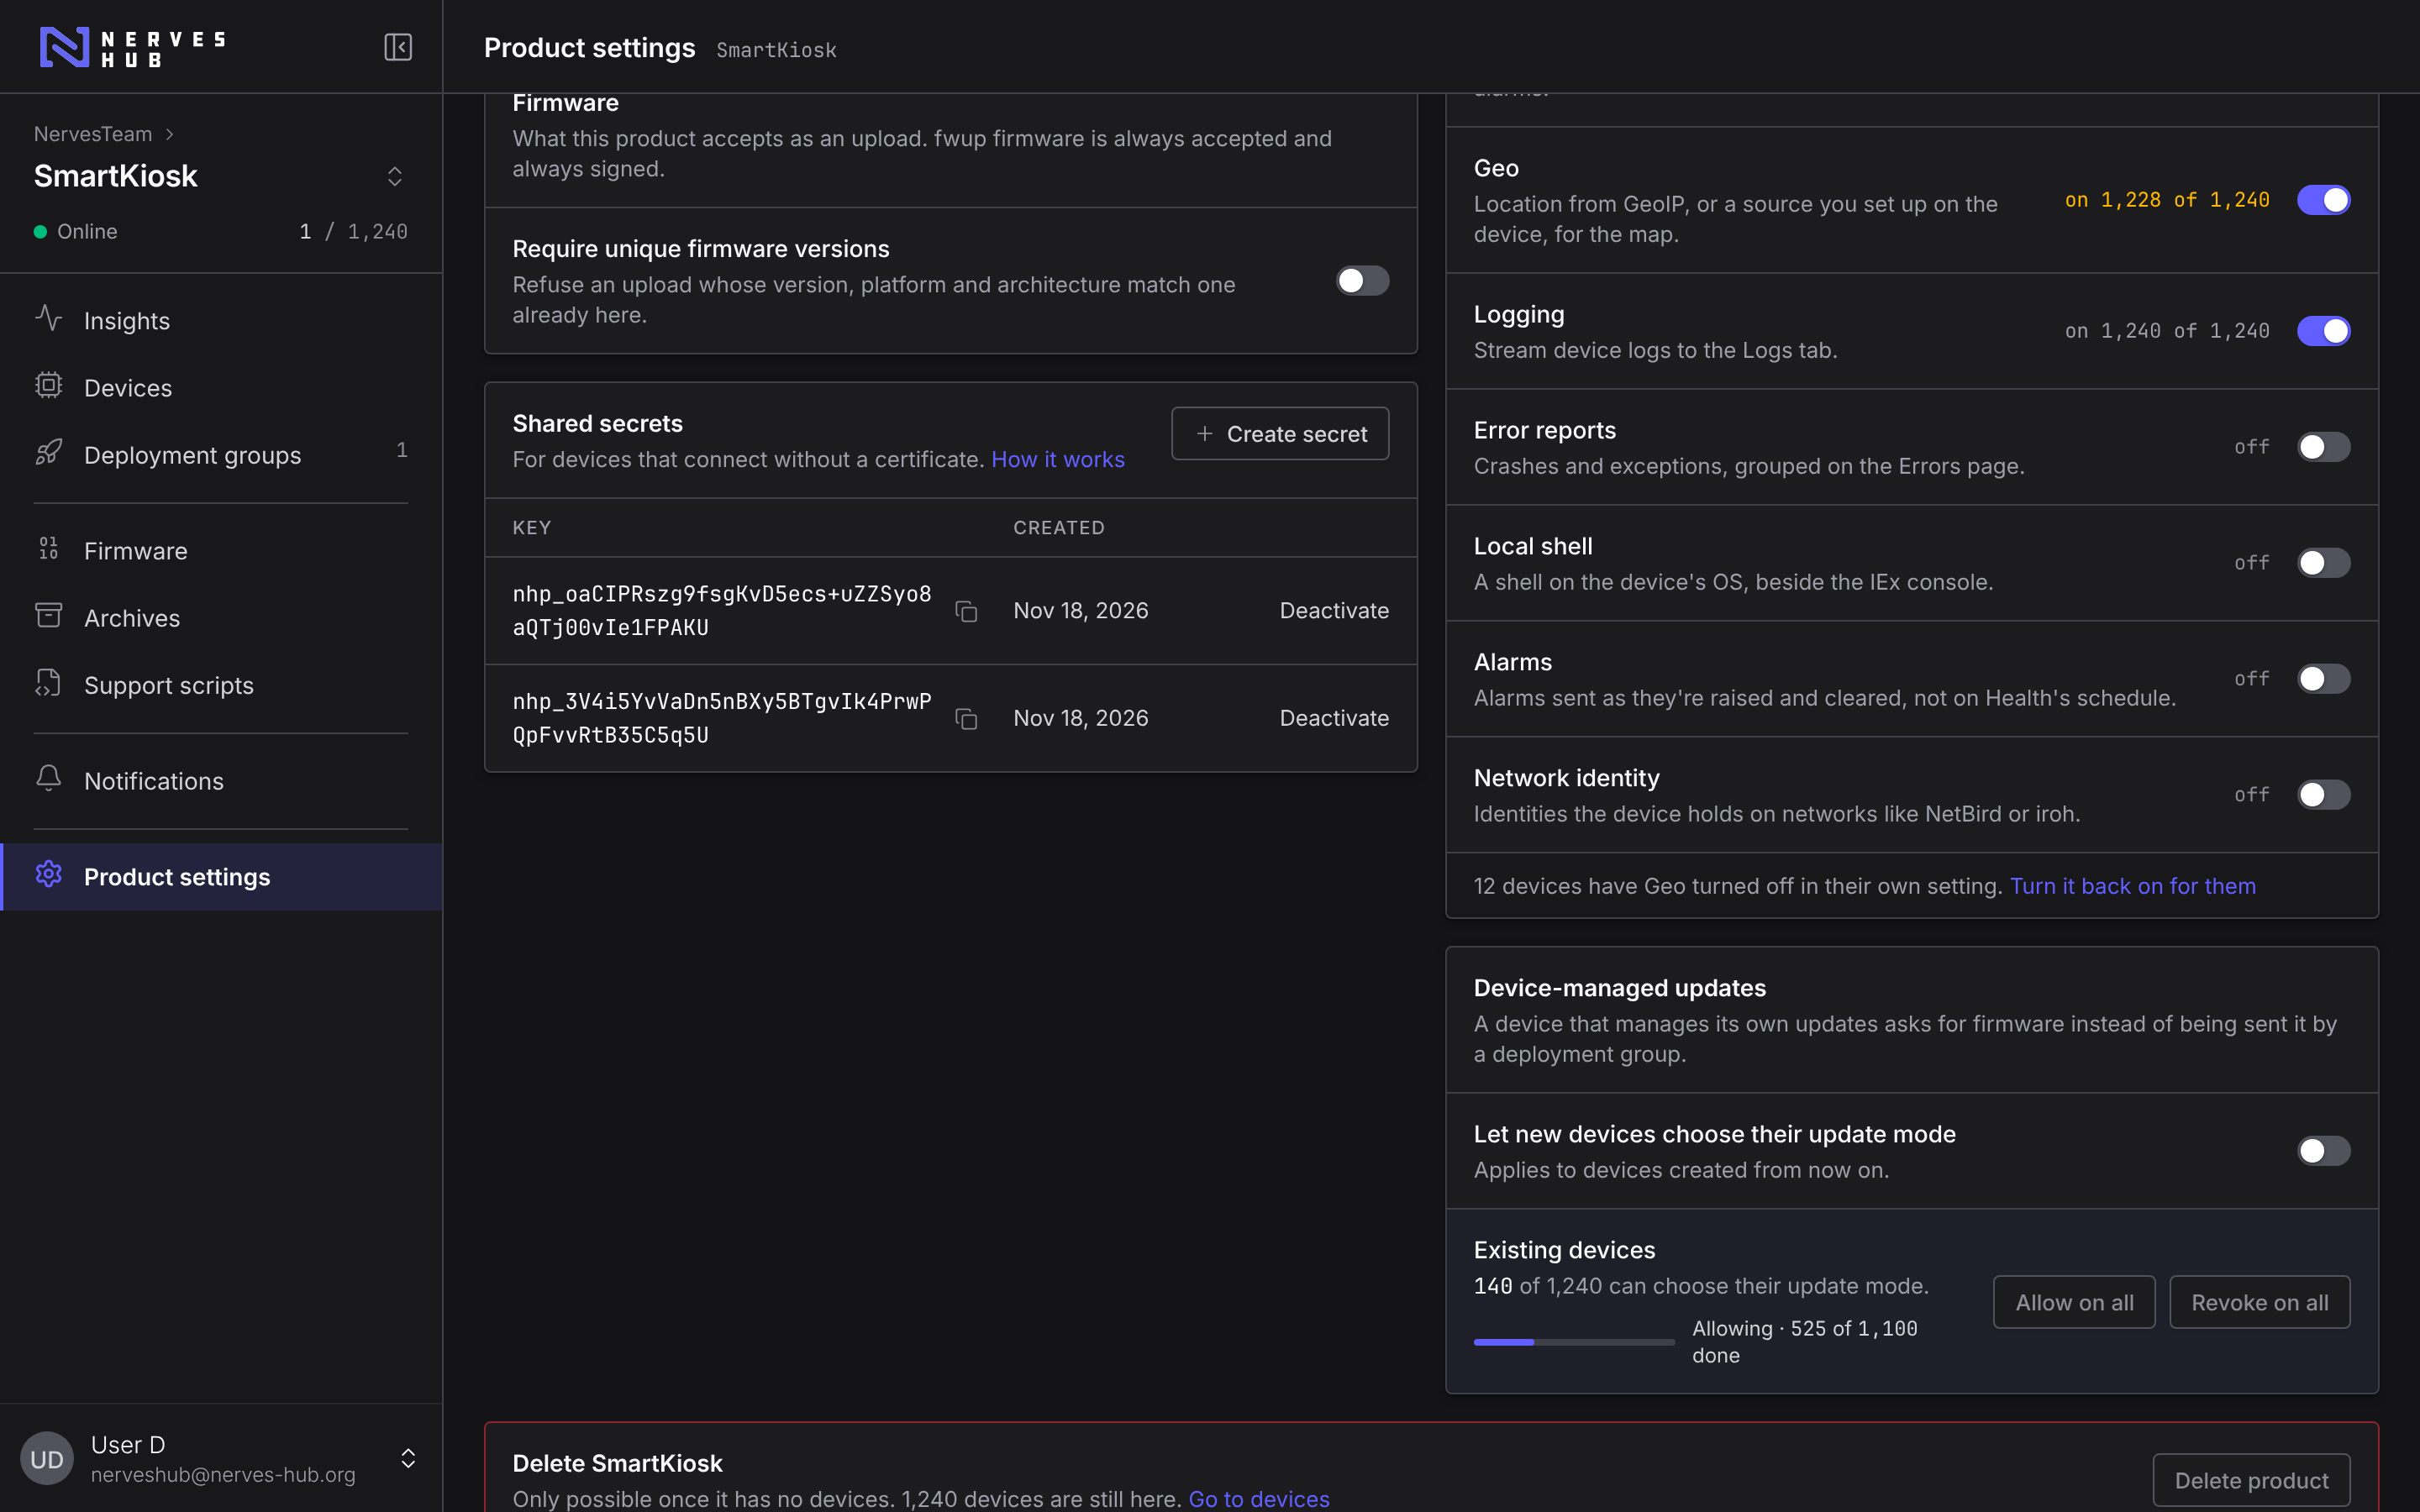 NERVES
HUB
NervesTeam
SmartKiosk
Online
1 / 1,240
Insights
Devices
Deployment groups
1
Firmware
Archives
Support scripts
Notifications
Product settings
UD
User D
nerveshub@nerves-hub.org
Product settings
SmartKiosk
Firmware
What this product accepts as an upload. fwup firmware is always accepted and
always signed.
Require unique firmware versions
Refuse an upload whose version, platform and architecture match one
already here.
Shared secrets
For devices that connect without a certificate. How it works
Create secret
KEY
CREATED
nhp_oaCIPRszg9fsgKvD5ecs+uZZSyo8
aQTj00vIe1FPAKU
Nov 18, 2026
Deactivate
nhp_3V4i5YvVaDn5nBXy5BTgvIk4PrwP
QpFvvRtB35C5q5U
Nov 18, 2026
Deactivate
alarms.
Geo
Location from GeoIP, or a source you set up on the
device, for the map.
on 1,228 of 1,240
Logging
Stream device logs to the Logs tab.
on 1,240 of 1,240
Error reports
Crashes and exceptions, grouped on the Errors page.
off
Local shell
A shell on the device's OS, beside the IEx console.
off
Alarms
Alarms sent as they're raised and cleared, not on Health's schedule.
off
Network identity
Identities the device holds on networks like NetBird or iroh.
off
12 devices have Geo turned off in their own setting. Turn it back on for them
Device-managed updates
A device that manages its own updates asks for firmware instead of being sent it by
a deployment group.
Let new devices choose their update mode
Applies to devices created from now on.
Existing devices
140 of 1,240 can choose their update mode.
Allowing · 525 of 1,100
done
Allow on all
Revoke on all
Delete SmartKiosk
Only possible once it has no devices. 1,240 devices are still here. Go to devices
Delete product